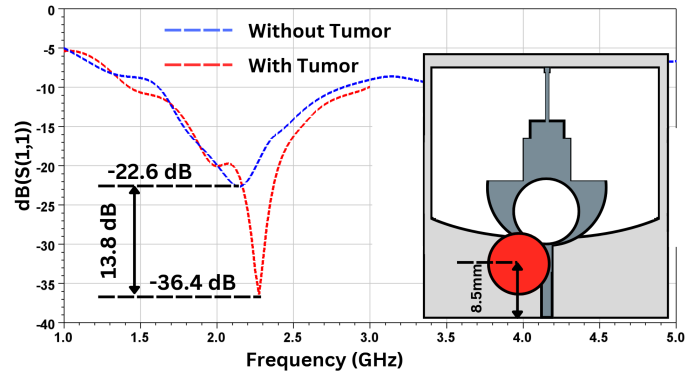 0
-5
-10
-15
-20
-25
-30
-35
-40
dB(S(1,1))
Without Tumor
With Tumor
-22.6 dB
13.8 dB
-36.4 dB
8.5mm
1.0
1.5
2.0
2.5
3.0
3.5
4.0
4.5
5.0
Frequency (GHz)